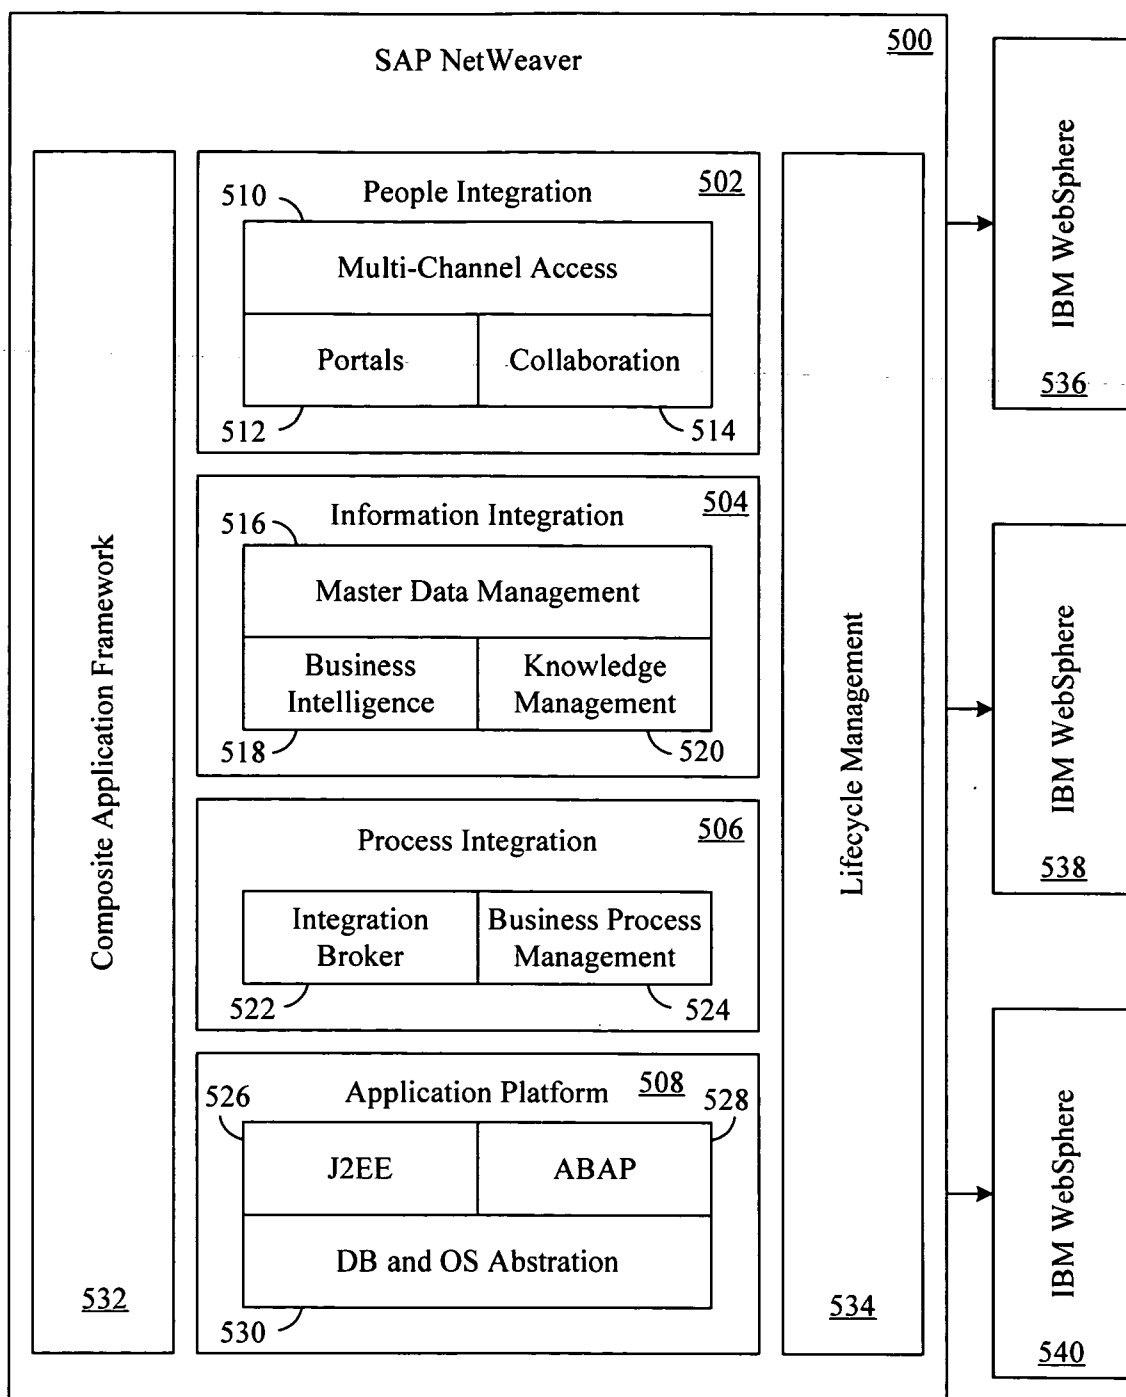 500
SAP NetWeaver
Composite Application Framework
532
502
People Integration
510
Multi-Channel Access
Portals
Collaboration
512
514
504
Information Integration
516
Master Data Management
Business
Intelligence
Knowledge
Management
518
520
506
Process Integration
Integration
Broker
Business Process
Management
522
524
508
Application Platform
526
528
J2EE
ABAP
DB and OS Abstration
530
Lifecycle Management
534
IBM WebSphere
536
IBM WebSphere
538
IBM WebSphere
540